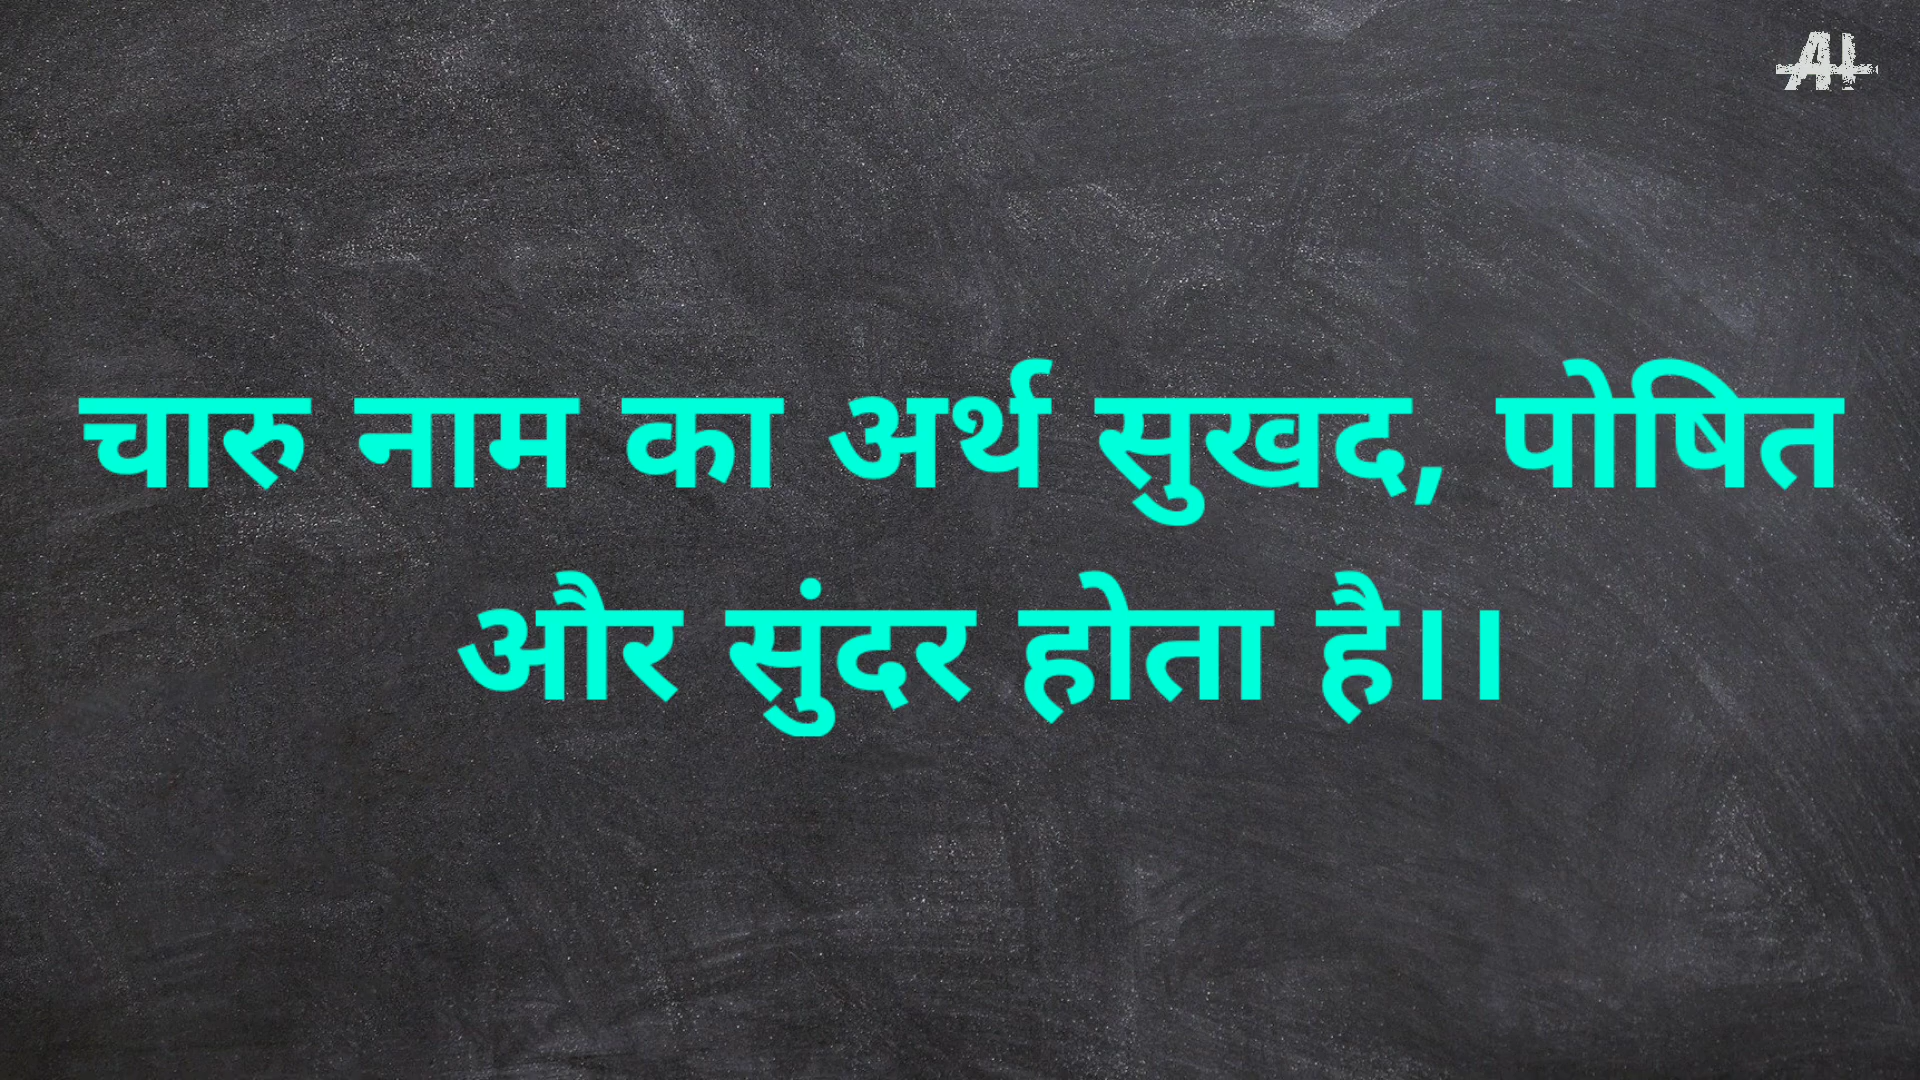 चारु नाम का अर्थ सुखद, पोषित
और सुंदर होता है।।